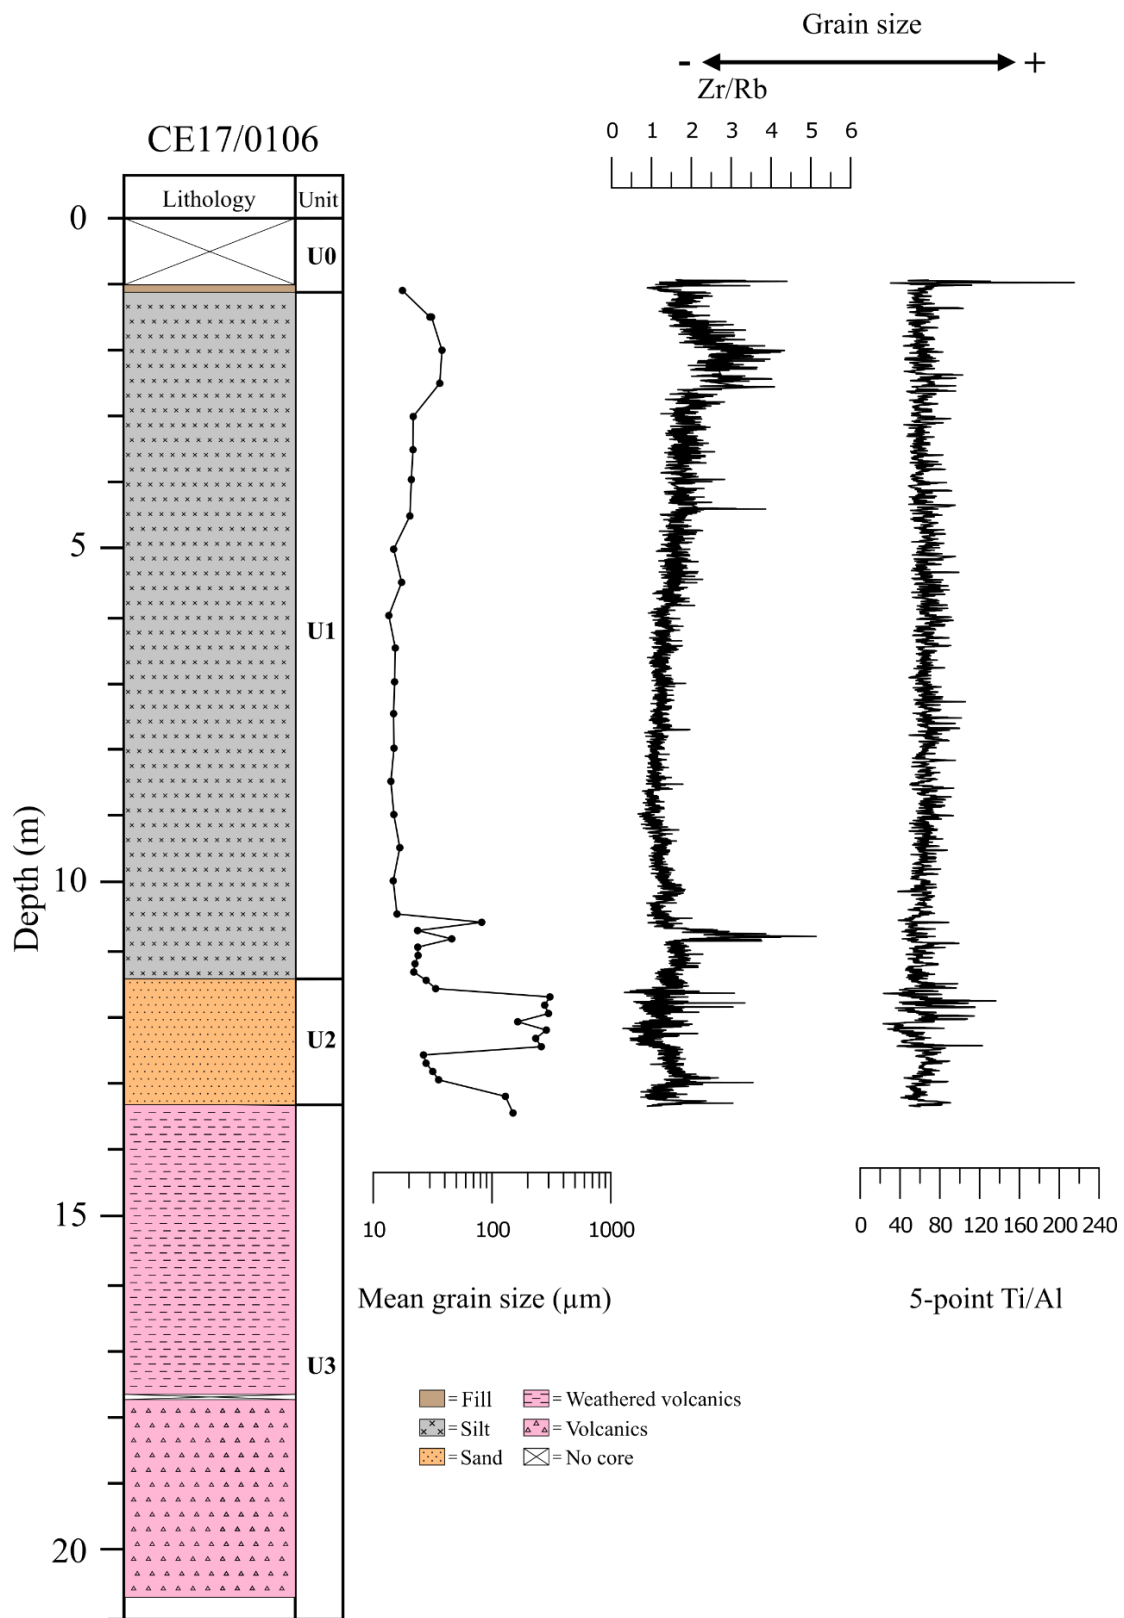 Grain size
- +
Zr/Rb
0 1 2 3 4 5 6
CE17/0106
Lithology Unit
0
U0
5
U1
10
Depth (m)
U2
15
U3
20
10 100 1000
Mean grain size (µm)
0 40 80 120 160 200 240
5-point Ti/Al
= Fill = Weathered volcanics
= Silt = Volcanics
= Sand = No core